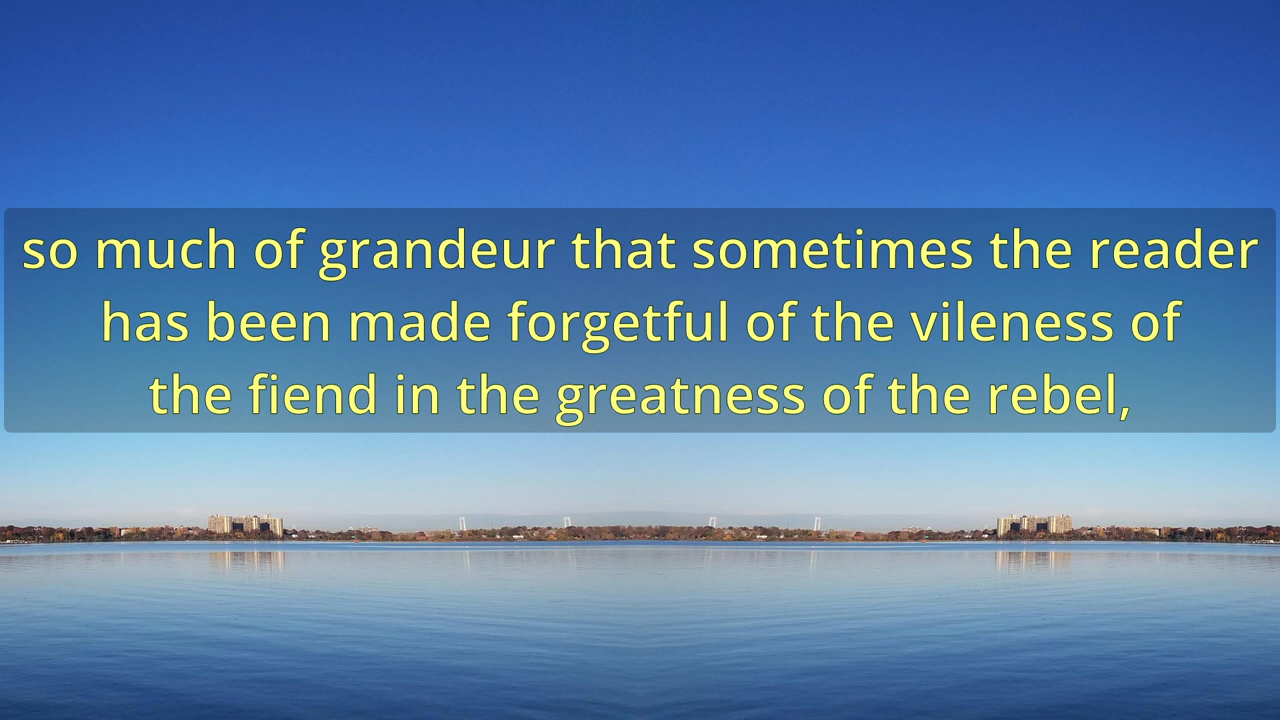 so much of grandeur that sometimes the reader
has been made forgetful of the vileness of
the fiend in the greatness of the rebel,